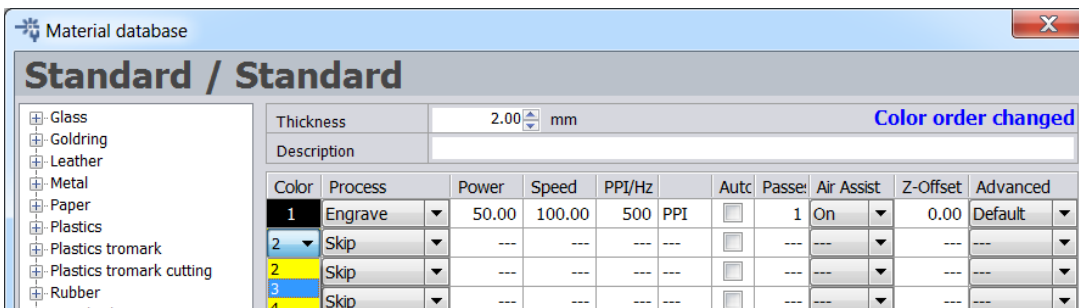 Material database
X
Standard / Standard
Glass
Goldring
Leather
Metal
Paper
Plastics
Plastics tromark
Plastics tromark cutting
Rubber
Thickness 2.00 mm Color order changed
Description
Color Process Power Speed PPI/Hz Auto Passe: Air Assist Z-Offset Advanced
1 Engrave 50.00 100.00 500 PPI 1 On 0.00 Default
2 Skip --- --- --- --- --- --- --- ---
2 Skip --- --- --- --- --- --- --- ---
3 Skip --- --- --- --- --- --- --- ---
4